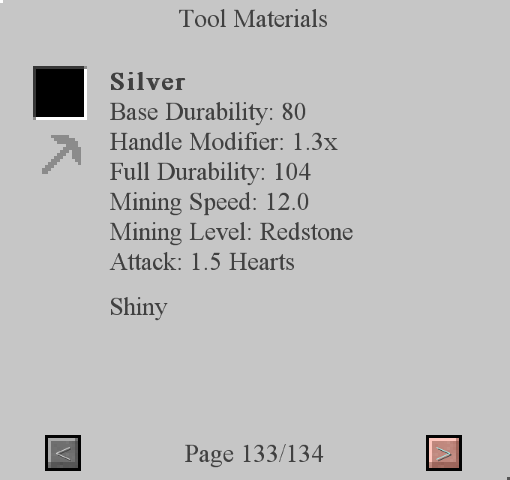 Tool Materials
Silver
Base Durability: 80
Handle Modifier: 1.3x
Full Durability: 104
Mining Speed: 12.0
Mining Level: Redstone
Attack: 1.5 Hearts
Shiny
< Page 133/134 >